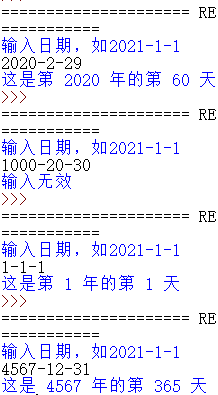 ===================== RE
===========
输入日期，如2021-1-1
2020-2-29
这是第 2020 年的第 60 天
>>>
===================== RE
===========
输入日期，如2021-1-1
1000-20-30
输入无效
>>>
===================== RE
===========
输入日期，如2021-1-1
1-1-1
这是第 1 年的第 1 天
>>>
===================== RE
===========
输入日期，如2021-1-1
4567-12-31
这是 4567 年的第 365 天